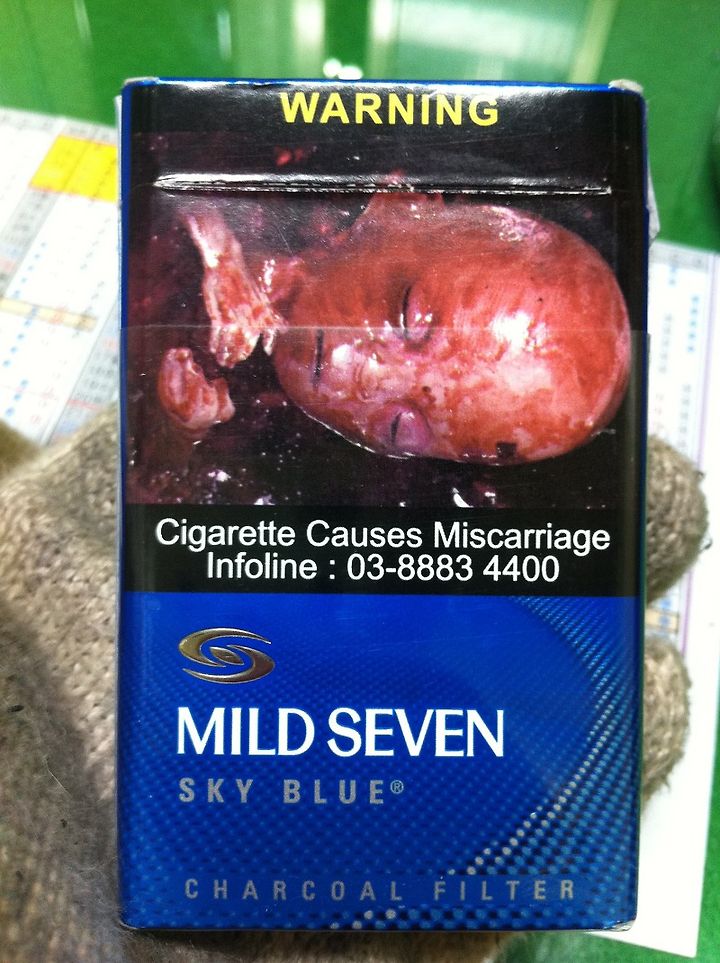 WARNING
Cigarette Causes Miscarriage
Infoline : 03-8883 4400
MILD SEVEN
SKY BLUE®
CHARCOAL FILTER